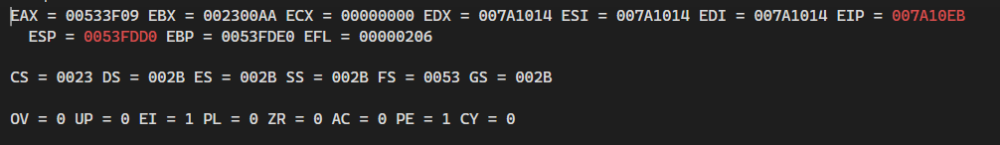 EAX = 00533F09 EBX = 002300AA ECX = 00000000 EDX = 007A1014 ESI = 007A1014 EDI = 007A1014 EIP = 007A10EB
ESP = 0053FDD0 EBP = 0053FDE0 EFL = 00000206
CS = 0023 DS = 002B ES = 002B SS = 002B FS = 0053 GS = 002B
OV = 0 UP = 0 EI = 1 PL = 0 ZR = 0 AC = 0 PE = 1 CY = 0